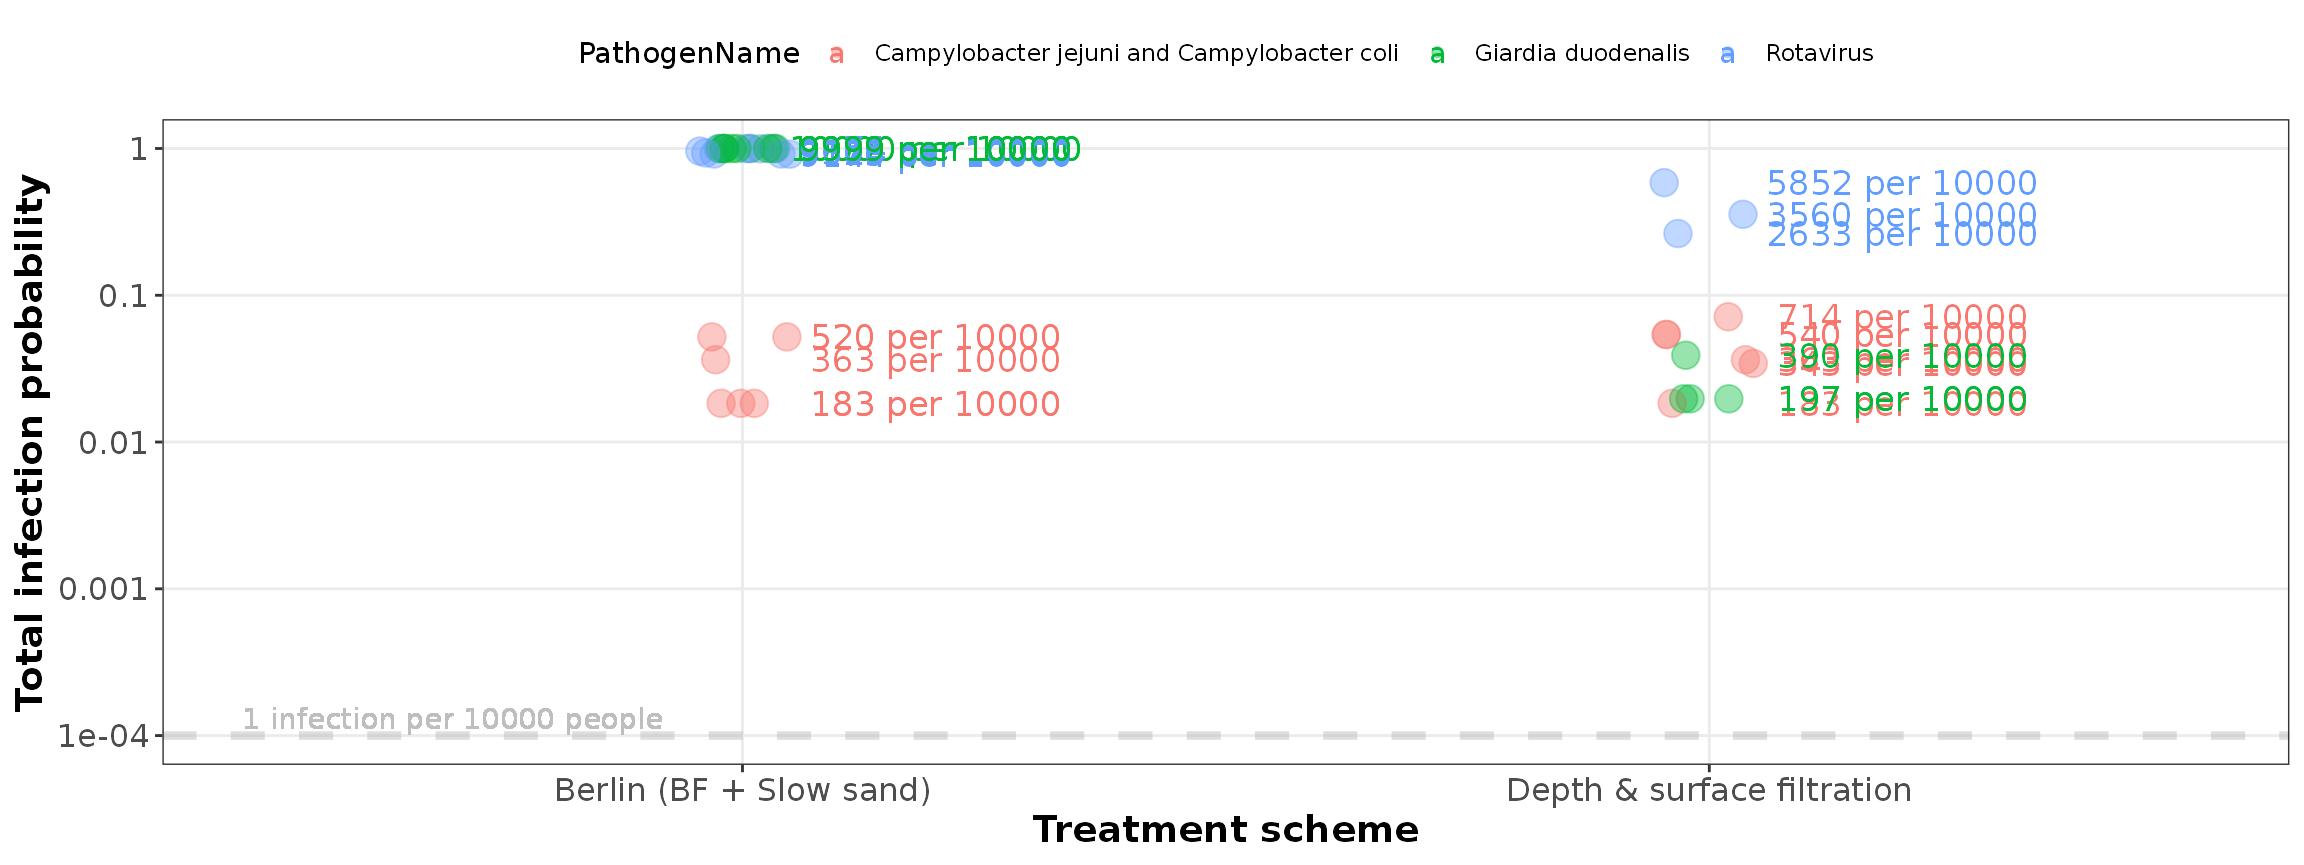 PathogenName a Campylobacter jejuni and Campylobacter coli a Giardia duodenalis a Rotavirus
Total infection probability
1
0.1
0.01
0.001
1e-04
per 10000
520 per 10000
363 per 10000
183 per 10000
5852 per 10000
3560 per 10000
2633 per 10000
714 per 10000
540 per 10000
390 per 10000
343 per 10000
197 per 10000
183 per 10000
1 infection per 10000 people
Berlin (BF + Slow sand)
Depth & surface filtration
Treatment scheme